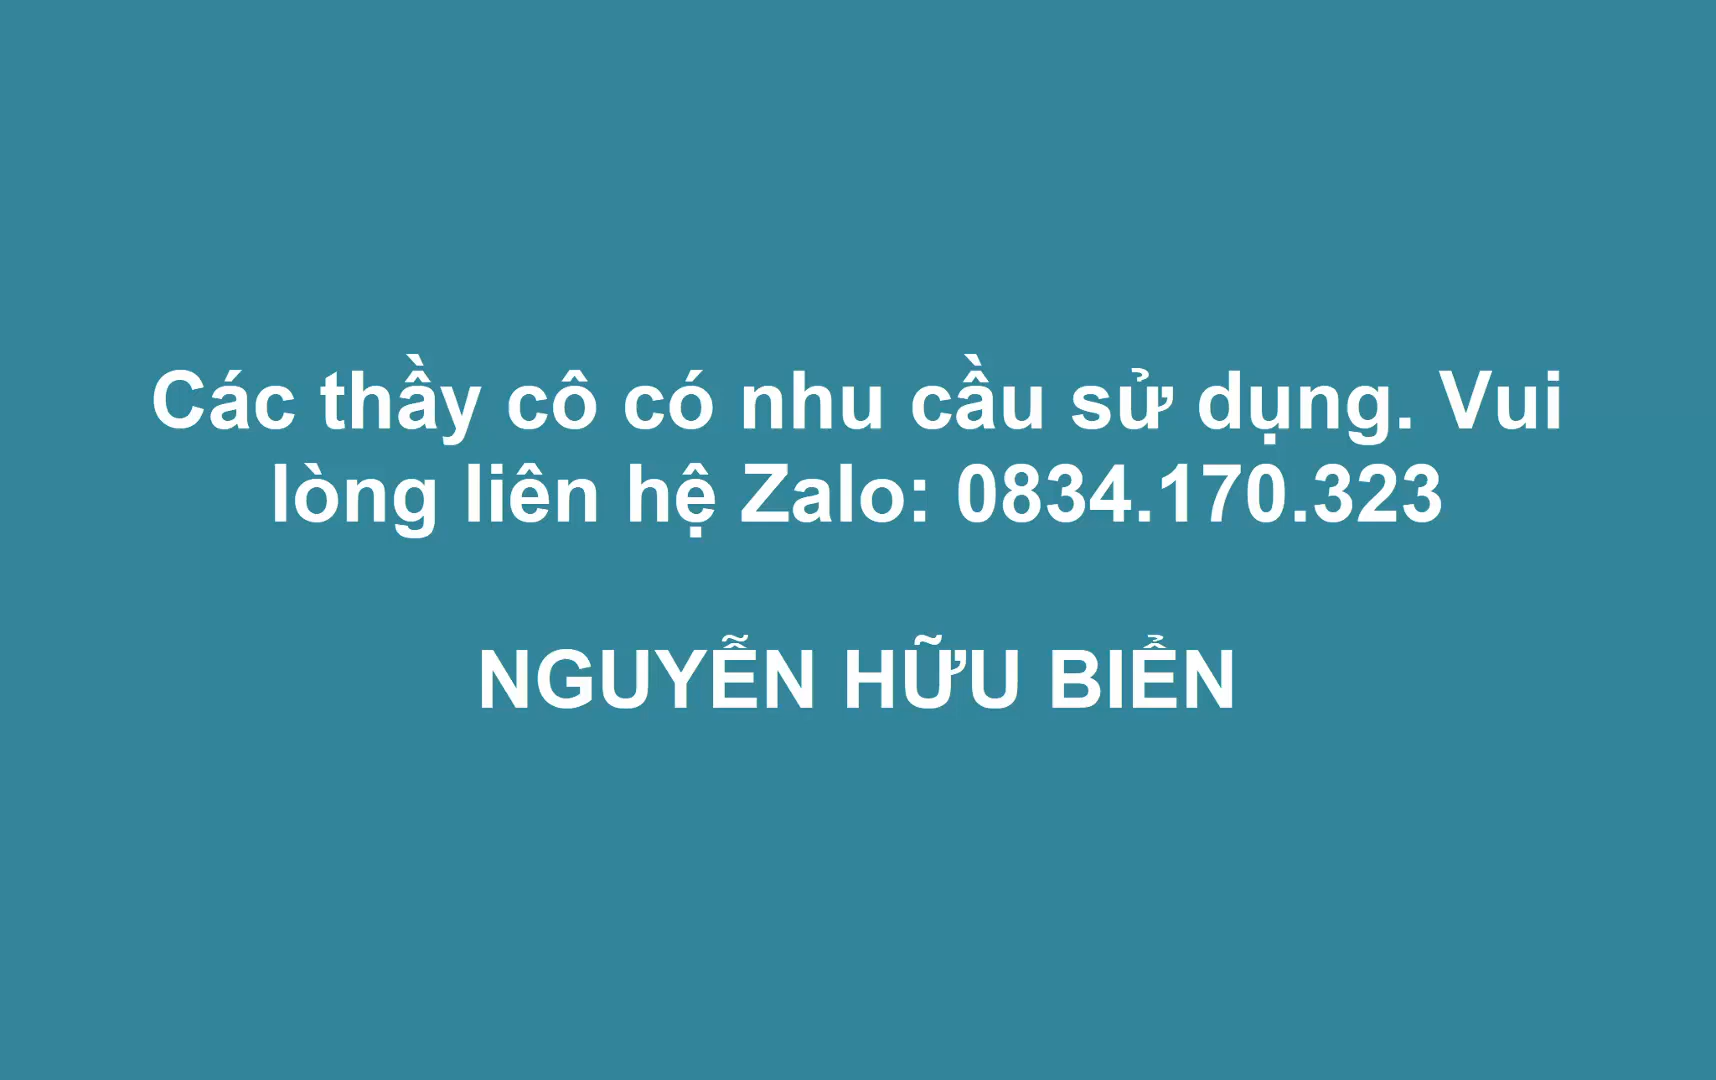 Các thầy cô có nhu cầu sử dụng. Vui
lòng liên hệ Zalo: 0834.170.323
NGUYỄN HỮU BIỂN